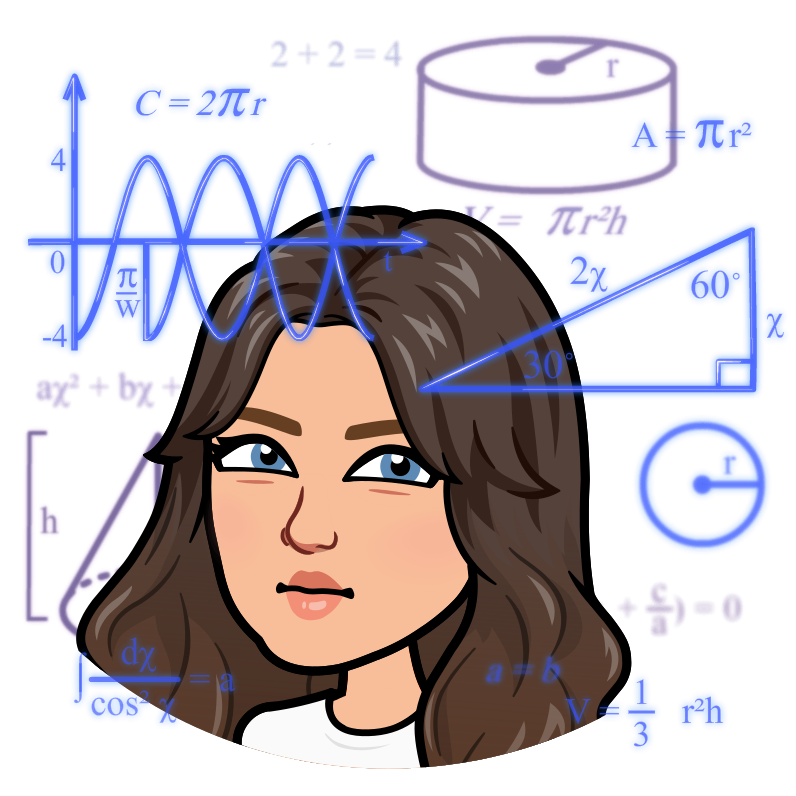 2 + 2 = 4
r
C = 2πr
A = πr²
4
V = πr²h
0
t
2χ
60°
π
w
χ
-4
30°
aχ² + bχ +
r
h
+ c
a ) = 0
dχ
∫ = a
cos² χ
a = b
V = 1
3 r²h